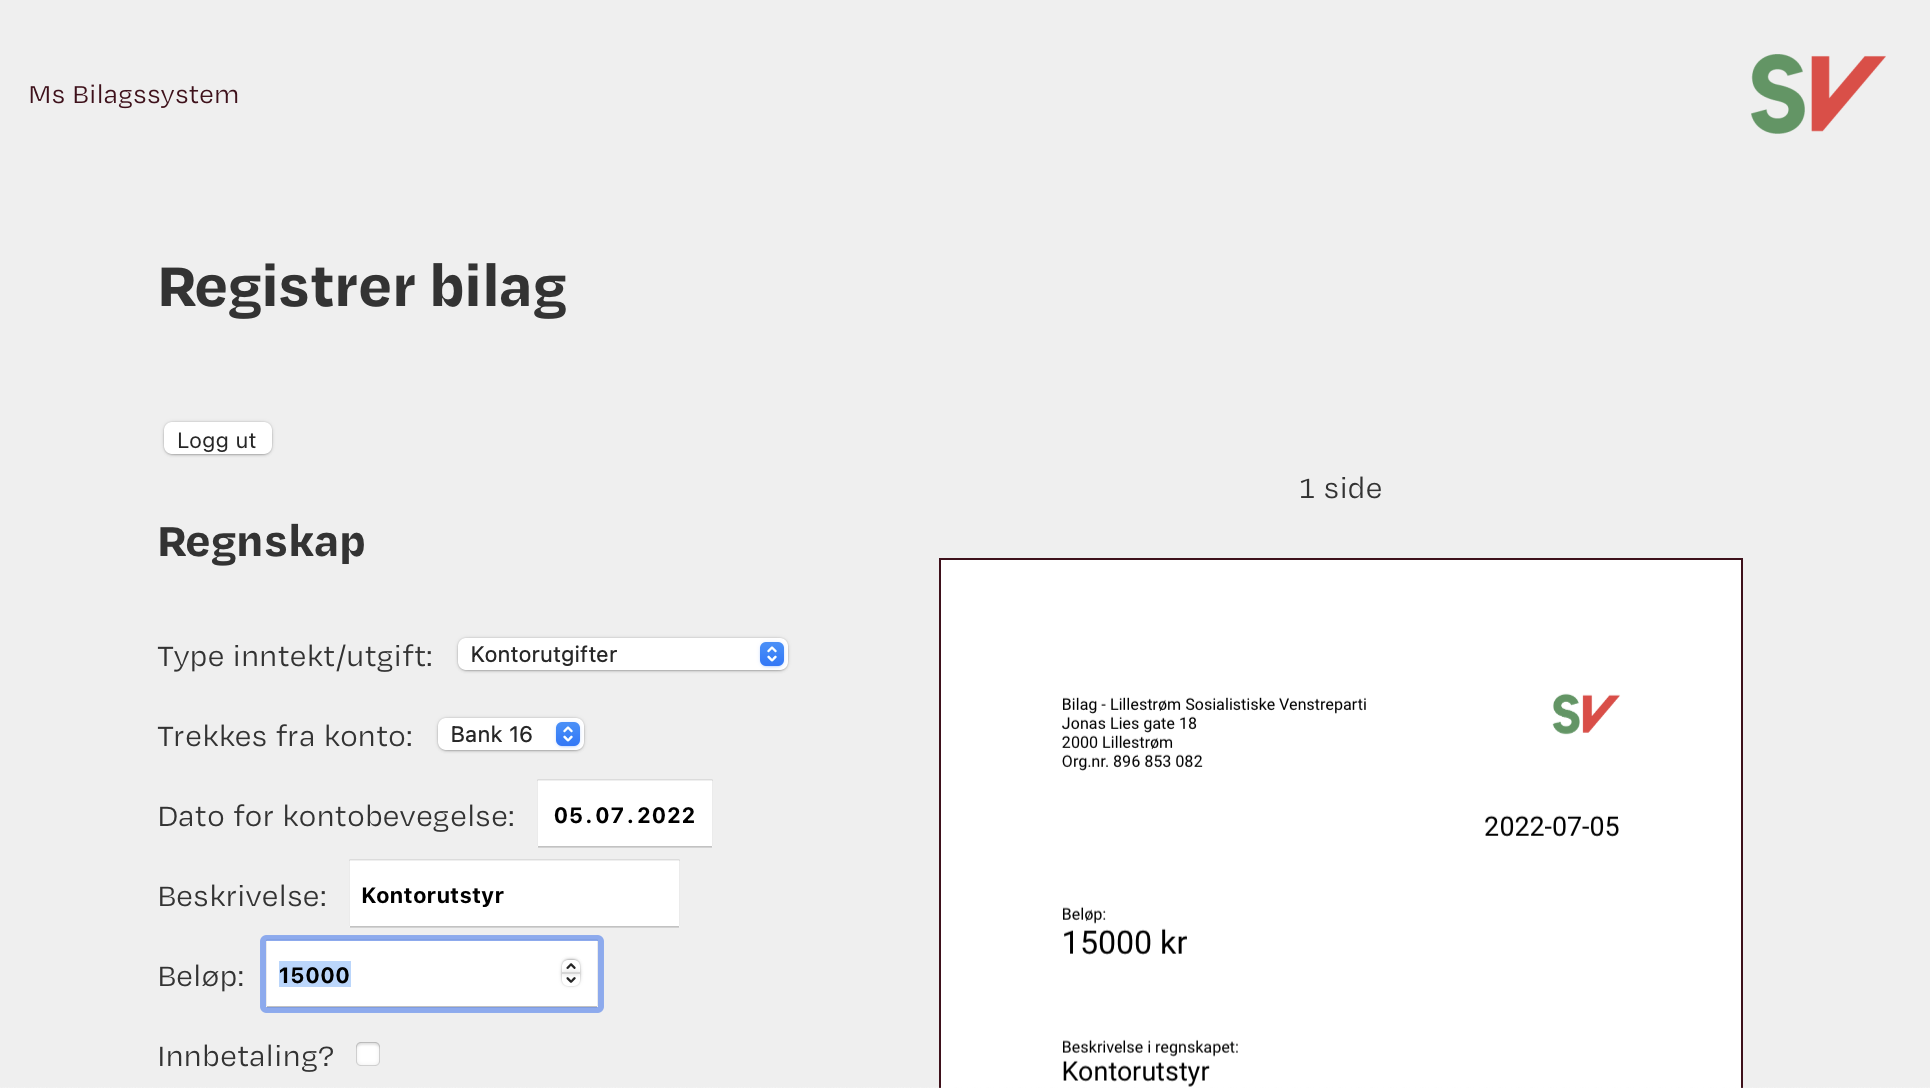 Ms Bilagssystem
SV
Registrer bilag
Logg ut
1 side
Regnskap
Type inntekt/utgift: Kontorutgifter
Trekkes fra konto: Bank 16
Dato for kontobevegelse: 05.07.2022
Beskrivelse: Kontorutstyr
Beløp: 15000
Innbetaling?
Bilag - Lillestrøm Sosialistiske Venstreparti
Jonas Lies gate 18
2000 Lillestrøm
Org.nr. 896 853 082
SV
2022-07-05
Beløp:
15000 kr
Beskrivelse i regnskapet:
Kontorutstyr